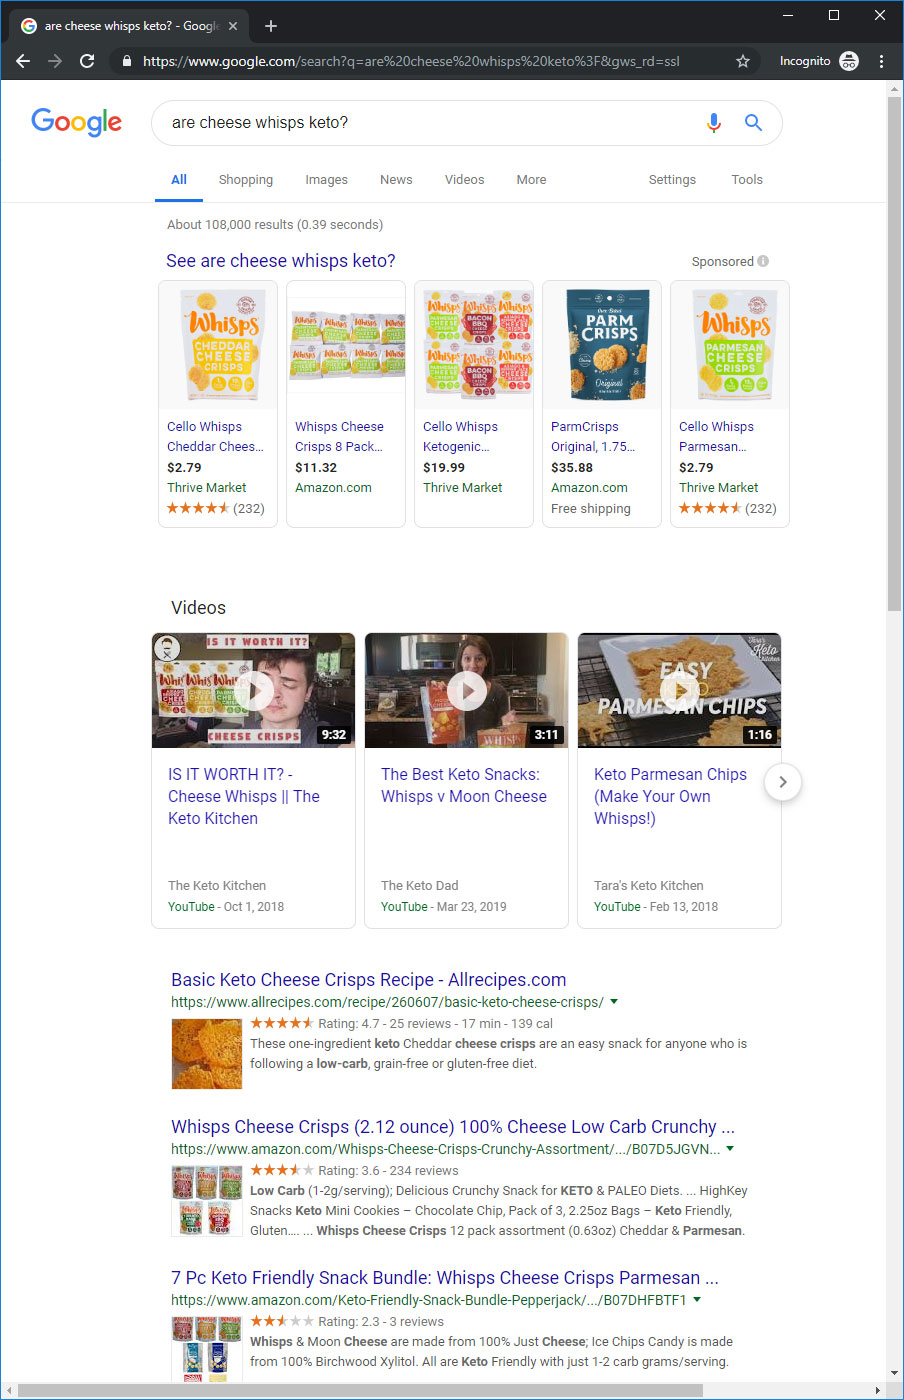 are cheese whisps keto? - Google
https://www.google.com/search?q=are%20cheese%20whisps%20keto%3F&gws_rd=ssl
Incognito
Google
are cheese whisps keto?
All Shopping Images News Videos More Settings Tools
About 108,000 results (0.39 seconds)
See are cheese whisps keto?
Sponsored
Whisps
CHEDDAR
CHEESE
CRISPS
BACON
BBQ
PARM
CRISPS
Original
Whisps
PARMESAN
CHEESE
CRISPS
Cello Whisps
Cheddar Chees...
$2.79
Thrive Market
(232)
Whisps Cheese
Crisps 8 Pack...
$11.32
Amazon.com
Cello Whisps
Ketogenic...
$19.99
Thrive Market
ParmCrisps
Original, 1.75...
$35.88
Amazon.com
Free shipping
Cello Whisps
Parmesan...
$2.79
Thrive Market
(232)
Videos
IS IT WORTH IT?
CHEESE CRISPS
9:32
IS IT WORTH IT? -
Cheese Whisps || The
Keto Kitchen
The Keto Kitchen
YouTube - Oct 1, 2018
3:11
The Best Keto Snacks:
Whisps v Moon Cheese
The Keto Dad
YouTube - Mar 23, 2019
Tara's
Keto
Kitchen
EASY
PARMESAN CHIPS
1:16
Keto Parmesan Chips
(Make Your Own
Whisps!)
Tara's Keto Kitchen
YouTube - Feb 13, 2018
Basic Keto Cheese Crisps Recipe - Allrecipes.com
https://www.allrecipes.com/recipe/260607/basic-keto-cheese-crisps/
Rating: 4.7 - 25 reviews - 17 min - 139 cal
These one-ingredient keto Cheddar cheese crisps are an easy snack for anyone who is
following a low-carb, grain-free or gluten-free diet.
Whisps Cheese Crisps (2.12 ounce) 100% Cheese Low Carb Crunchy ...
https://www.amazon.com/Whisps-Cheese-Crisps-Crunchy-Assortment/.../B07D5JGVN...
Rating: 3.6 - 234 reviews
Low Carb (1-2g/serving); Delicious Crunchy Snack for KETO & PALEO Diets. ... HighKey
Snacks Keto Mini Cookies – Chocolate Chip, Pack of 3, 2.25oz Bags – Keto Friendly,
Gluten.... ... Whisps Cheese Crisps 12 pack assortment (0.63oz) Cheddar & Parmesan.
7 Pc Keto Friendly Snack Bundle: Whisps Cheese Crisps Parmesan ...
https://www.amazon.com/Keto-Friendly-Snack-Bundle-Pepperjack/.../B07DHFBTF1
Rating: 2.3 - 3 reviews
Whisps & Moon Cheese are made from 100% Just Cheese; Ice Chips Candy is made
from 100% Birchwood Xylitol. All are Keto Friendly with just 1-2 carb grams/serving.